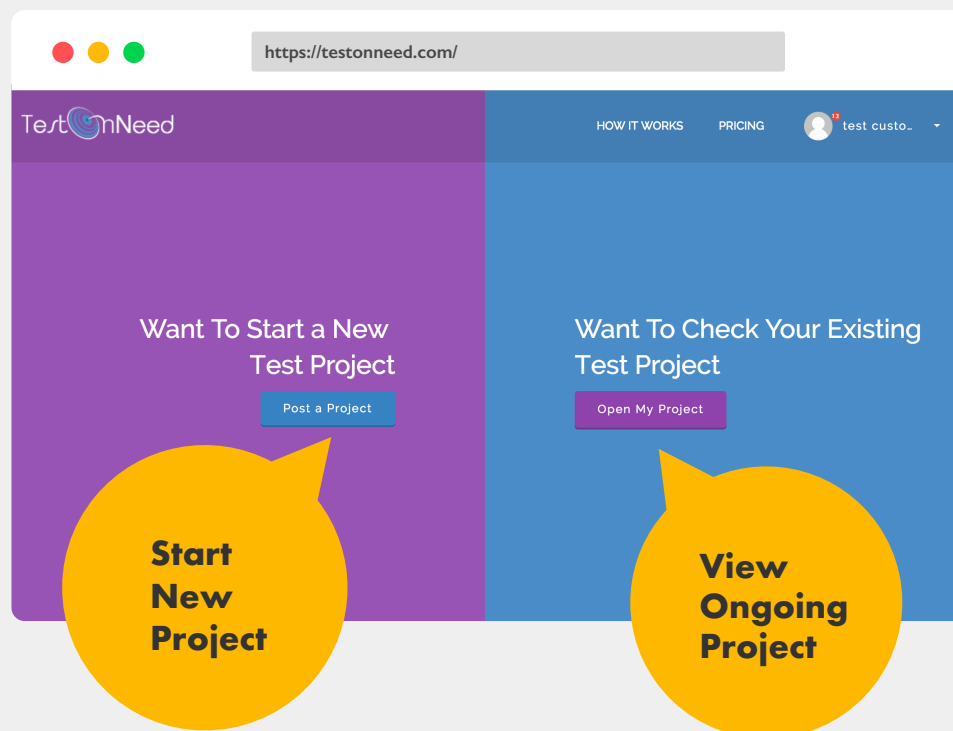 https://testonneed.com/
TestOnNeed
HOW IT WORKS
PRICING
13
test custo…
Want To Start a New
Test Project
Post a Project
Want To Check Your Existing
Test Project
Open My Project
Start
New
Project
View
Ongoing
Project